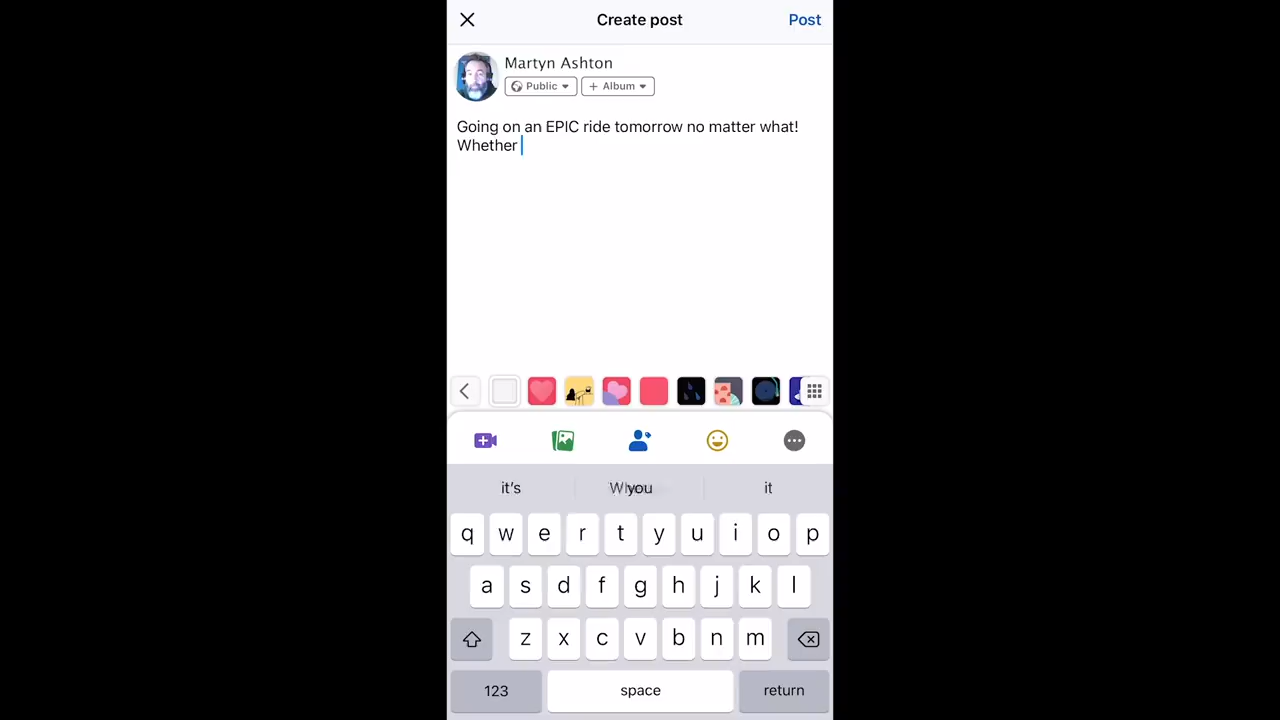 Create post
Post
Martyn Ashton
Public
+ Album
Going on an EPIC ride tomorrow no matter what!
Whether
it's
you
it
q w e r t y u i o p
a s d f g h j k l
z x c v b n m
123
space
return